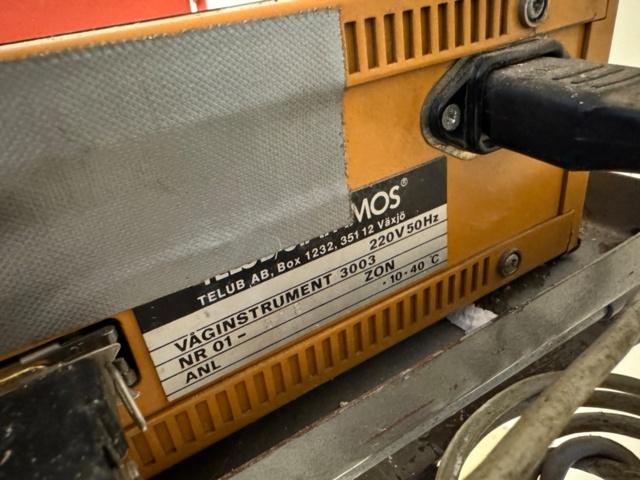 MOS®
TELUB AB, Box 1232, 351 12 Växjö
220V 50Hz
VÅGINSTRUMENT 3003
ZON
NR 01-
-10-40 °C
ANL